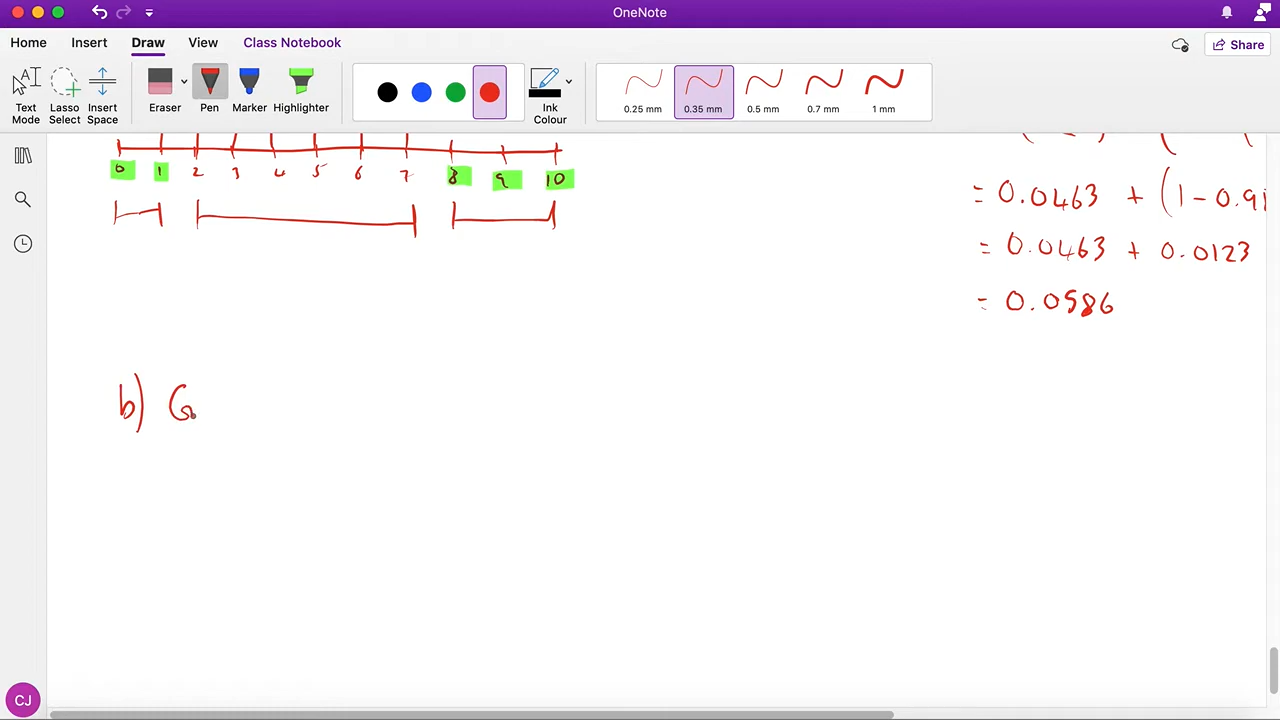 OneNote
Home Insert Draw View Class Notebook
Share
Text Mode
Lasso Select
Insert Space
Eraser
Pen
Marker
Highlighter
Ink Colour
0.25 mm 0.35 mm 0.5 mm 0.7 mm 1 mm
0 1 2 3 4 5 6 7 8 9 10
= 0.0463 + (1 - 0.9
= 0.0463 + 0.0123
= 0.0586
b) G
CJ